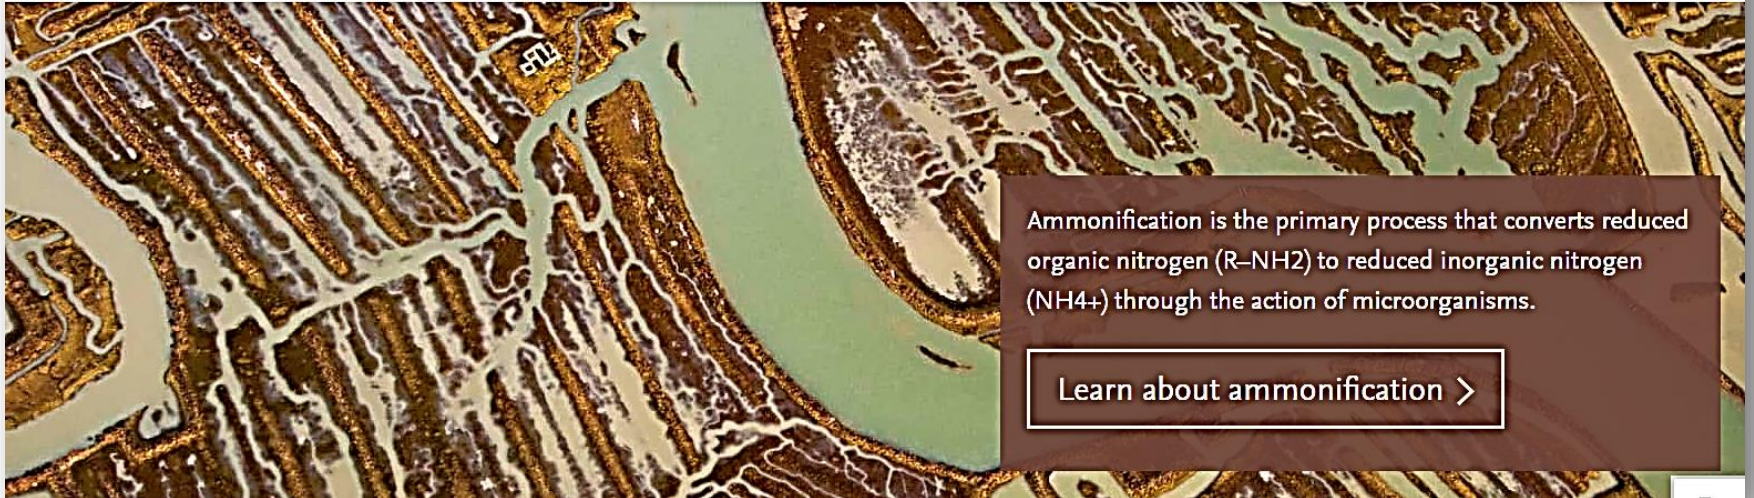 Ammonification is the primary process that converts reduced
organic nitrogen (R–NH2) to reduced inorganic nitrogen
(NH4+) through the action of microorganisms.
Learn about ammonification >